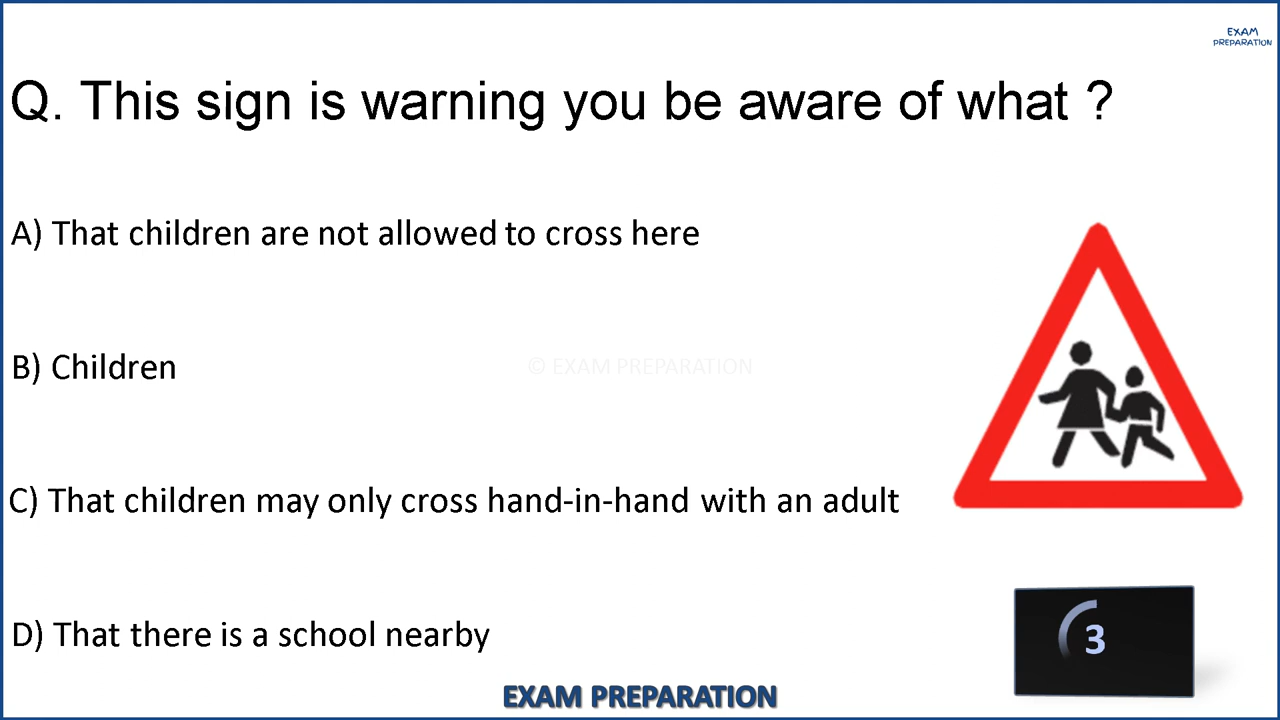 EXAM
PREPARATION
Q. This sign is warning you be aware of what ?
A) That children are not allowed to cross here
B) Children
© EXAM PREPARATION
C) That children may only cross hand-in-hand with an adult
D) That there is a school nearby
3
EXAM PREPARATION